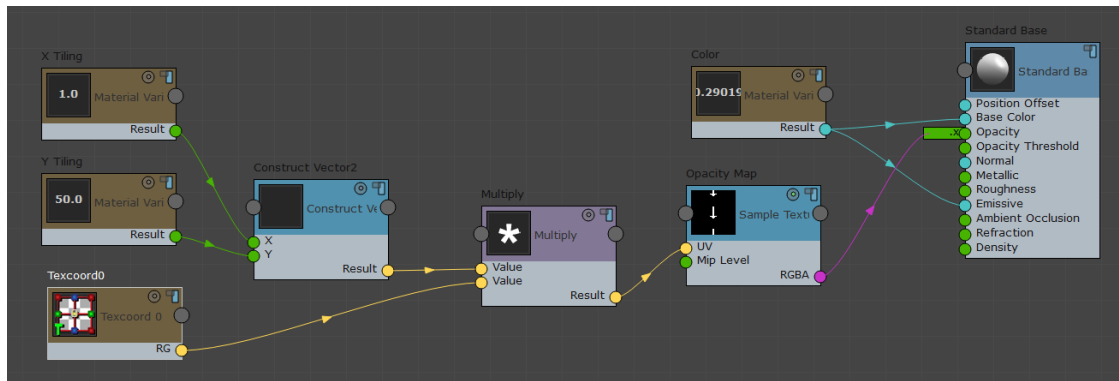 X Tiling
1.0
Material Vari
Result
Y Tiling
50.0
Material Vari
Result
Texcoord0
Texcoord 0
RG
Construct Vector2
Construct Ve
X
Y
Result
Multiply
*
Multiply
Value
Value
Result
Color
0.29019
Material Vari
Result
Opacity Map
Sample Text
UV
Mip Level
RGBA
Standard Base
Standard Ba
Position Offset
Base Color
.x
Opacity
Opacity Threshold
Normal
Metallic
Roughness
Emissive
Ambient Occlusion
Refraction
Density